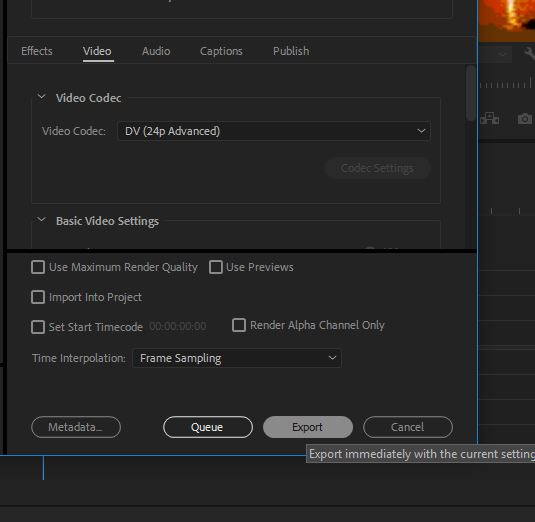 Effects Video Audio Captions Publish
Video Codec
Video Codec: DV (24p Advanced)
Codec Settings
Basic Video Settings
Use Maximum Render Quality Use Previews
Import Into Project
Set Start Timecode 00:00:00:00 Render Alpha Channel Only
Time Interpolation: Frame Sampling
Metadata... Queue Export Cancel
Export immediately with the current setting